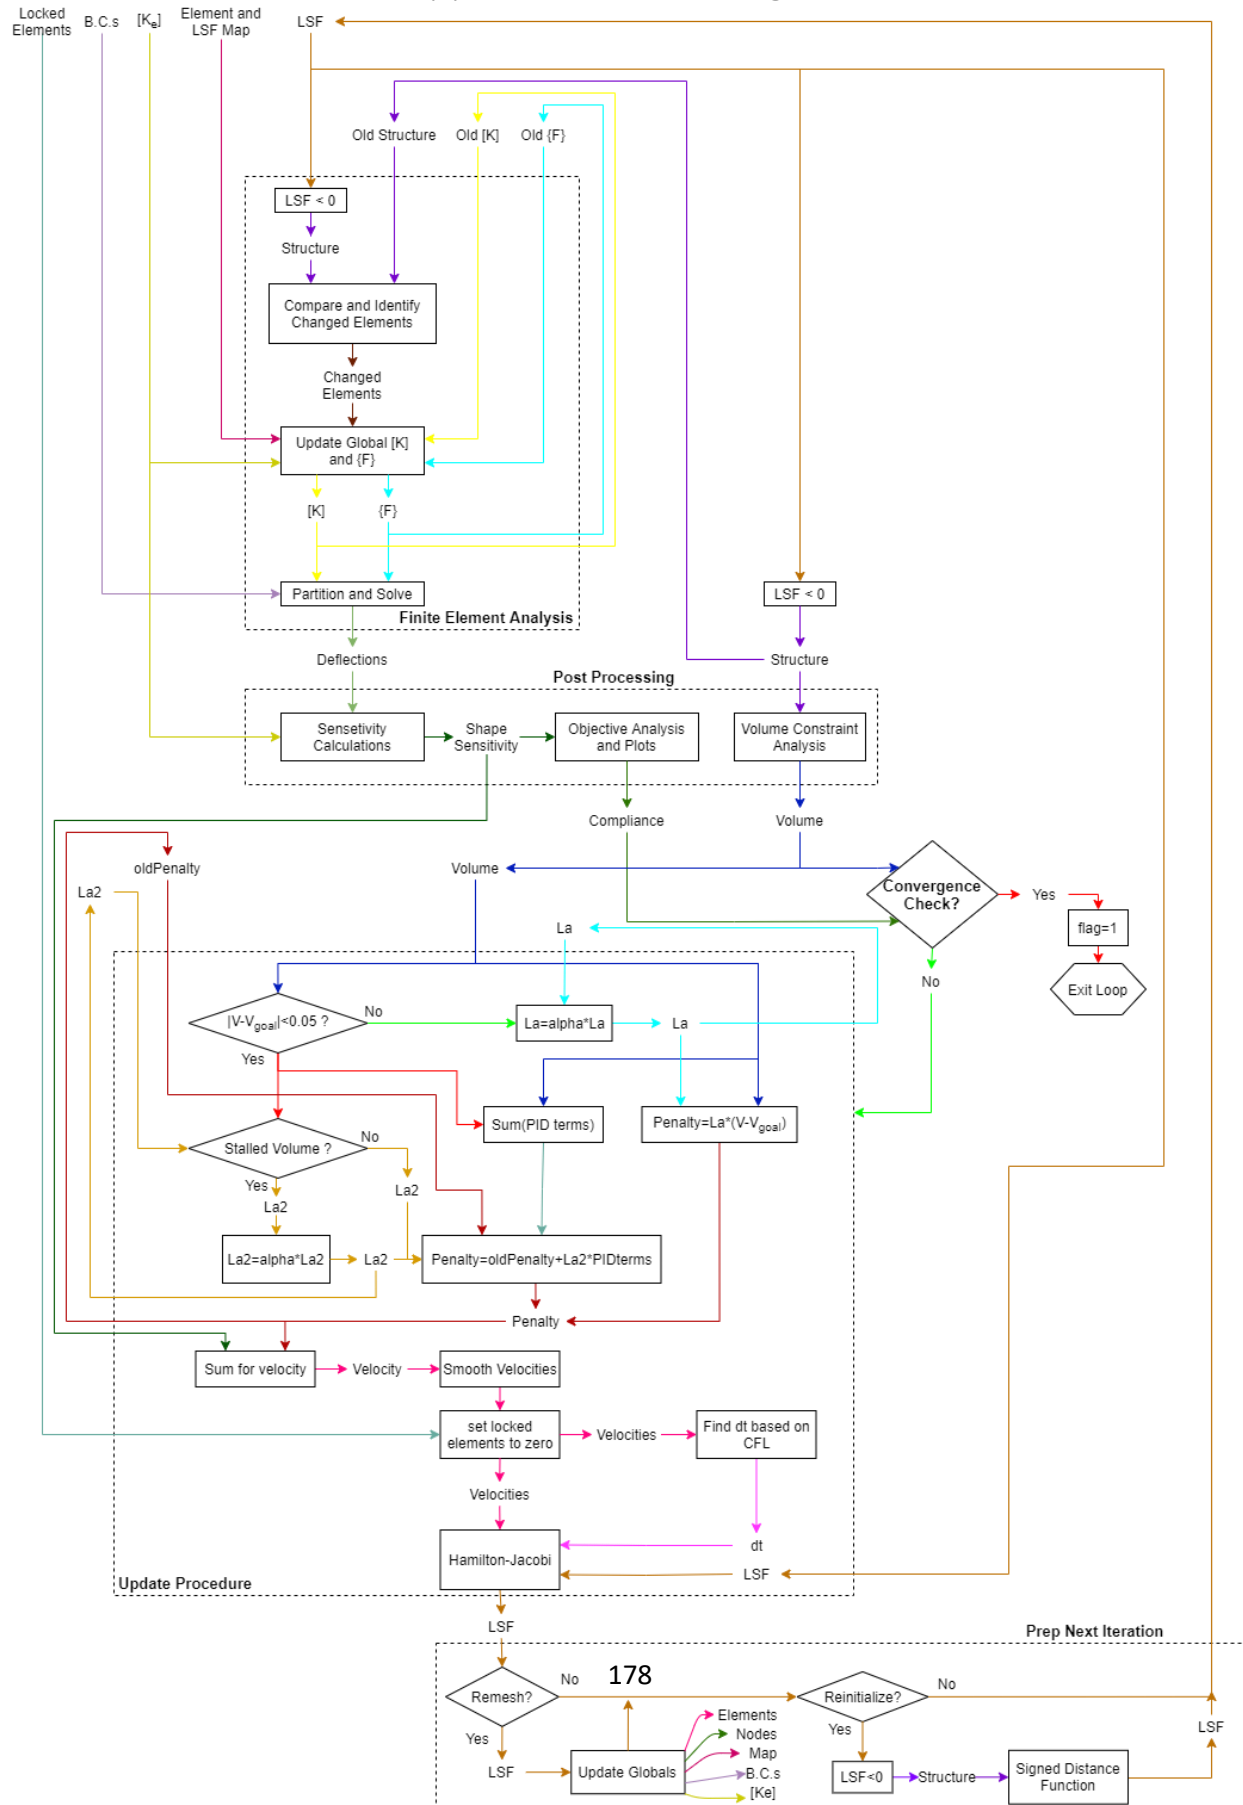 Locked
Elements
B.C.s
[Ke]
Element and
LSF Map
LSF
Old Structure
Old [K]
Old {F}
LSF < 0
Structure
Compare and Identify
Changed Elements
Changed
Elements
Update Global [K]
and {F}
[K]
{F}
Partition and Solve
Finite Element Analysis
LSF < 0
Deflections
Structure
Post Processing
Sensetivity
Calculations
Shape
Sensitivity
Objective Analysis
and Plots
Volume Constraint
Analysis
Compliance
Volume
oldPenalty
Volume
La2
Convergence
Check?
Yes
flag=1
La
No
Exit Loop
|V-Vgoal|<0.05 ?
No
La=alpha*La
La
Yes
Sum(PID terms)
Penalty=La*(V-Vgoal)
Stalled Volume ?
No
Yes
La2
La2
La2=alpha*La2
La2
Penalty=oldPenalty+La2*PIDterms
Penalty
Sum for velocity
Velocity
Smooth Velocities
set locked
elements to zero
Velocities
Find dt based on
CFL
Velocities
Hamilton-Jacobi
dt
LSF
Update Procedure
LSF
Prep Next Iteration
Remesh?
No
178
Reinitialize?
No
Yes
Elements
Nodes
Map
B.C.s
[Ke]
Yes
LSF
LSF
Update Globals
LSF<0
Structure
Signed Distance
Function